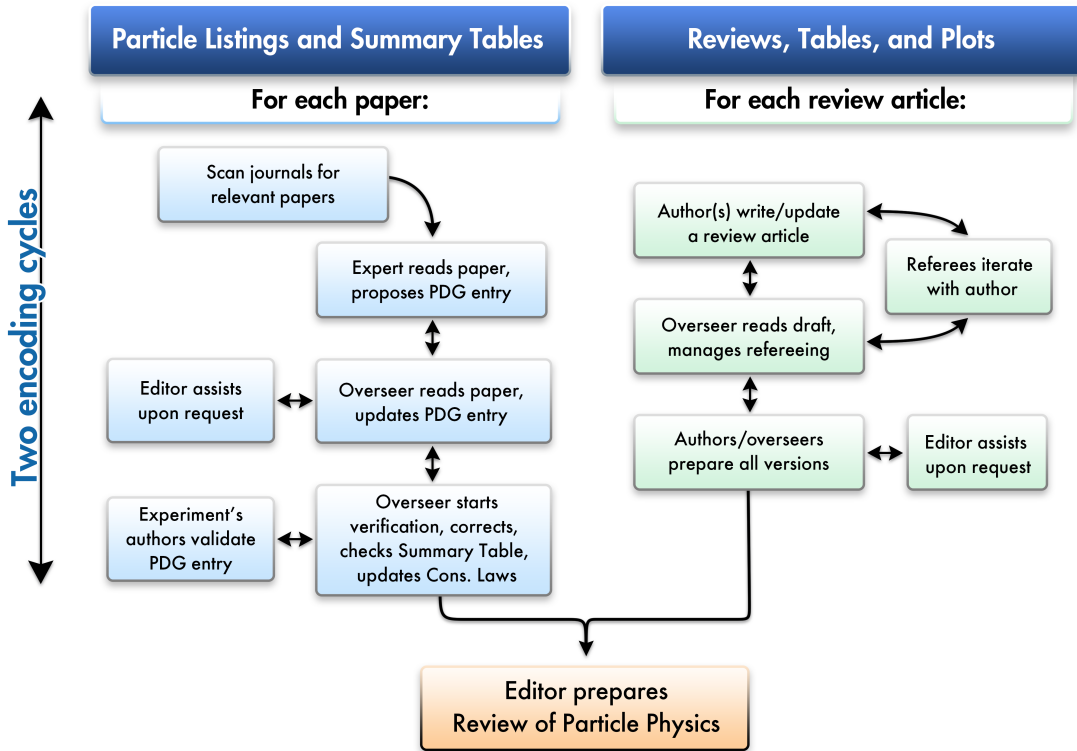 Particle Listings and Summary Tables
For each paper:
Two encoding cycles
Scan journals for
relevant papers
Expert reads paper,
proposes PDG entry
Editor assists
upon request
Overseer reads paper,
updates PDG entry
Experiment's
authors validate
PDG entry
Overseer starts
verification, corrects,
checks Summary Table,
updates Cons. Laws
Reviews, Tables, and Plots
For each review article:
Author(s) write/update
a review article
Referees iterate
with author
Overseer reads draft,
manages refereeing
Authors/overseers
prepare all versions
Editor assists
upon request
Editor prepares
Review of Particle Physics